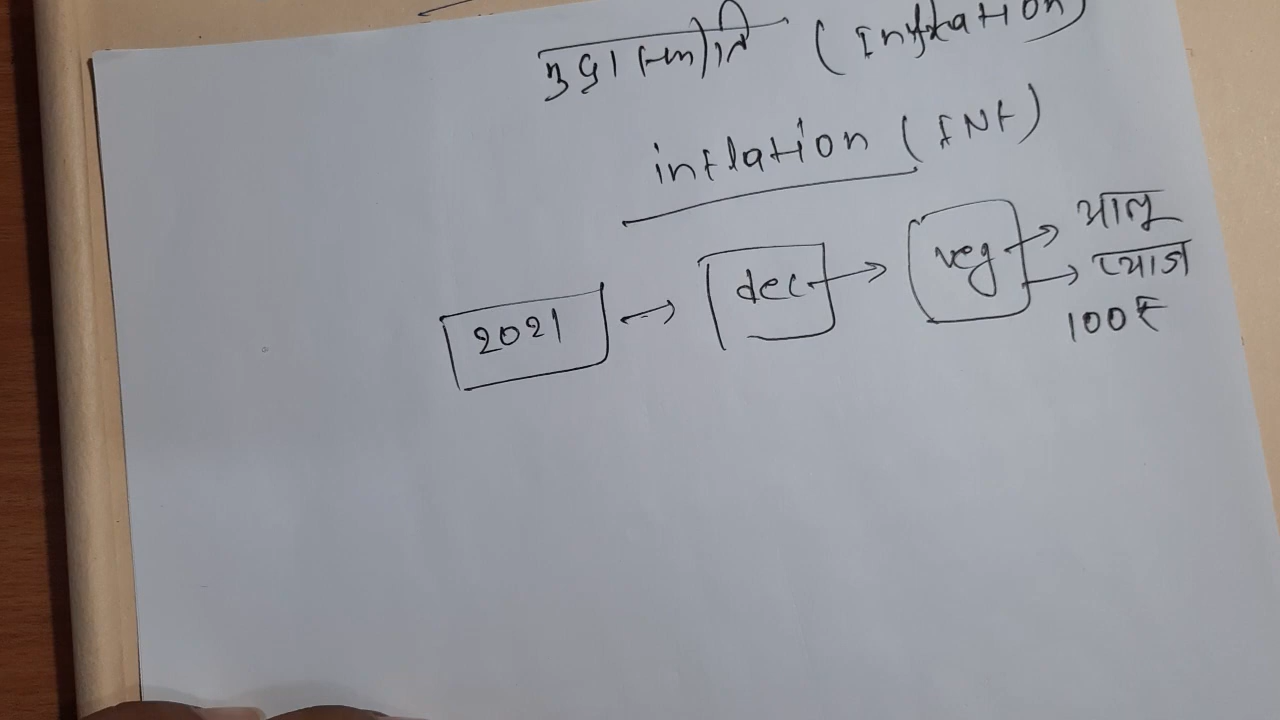 मुद्रा स्फीति (Inflation)
inflation (INF)
2021 → dec → veg → आलू
→ प्याज
100₹